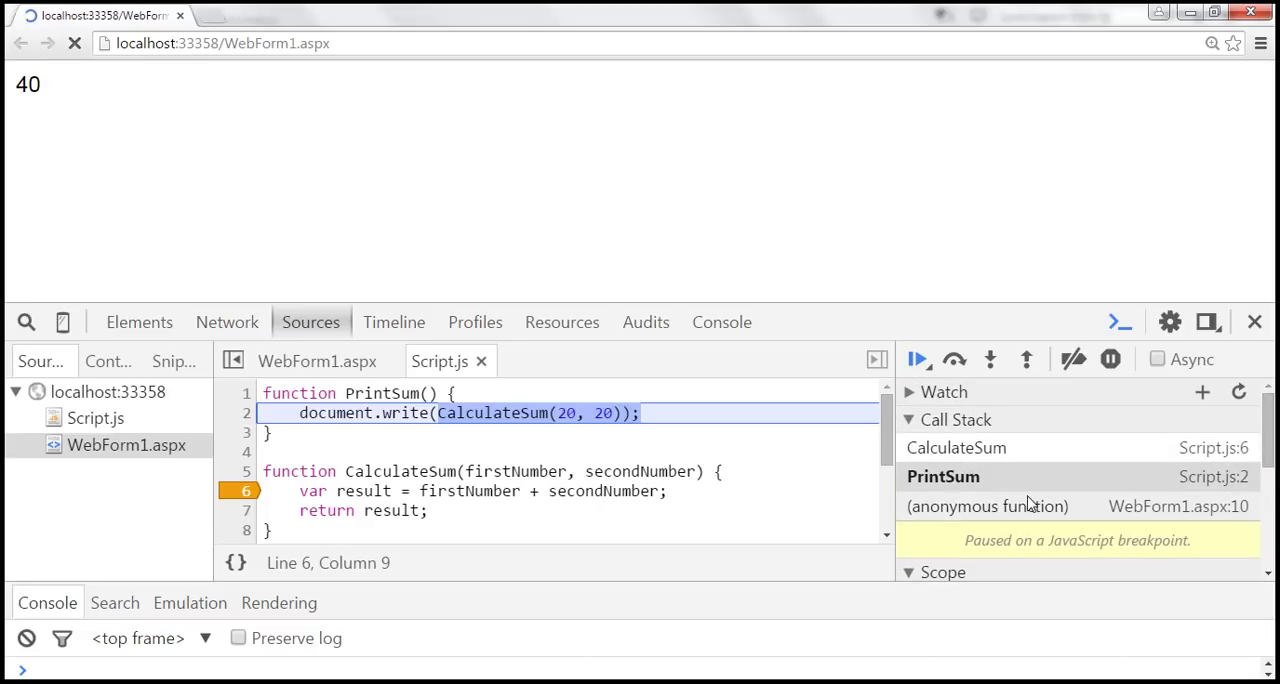 localhost:33358/WebForm
localhost:33358/WebForm1.aspx
40
Elements Network Sources Timeline Profiles Resources Audits Console
Sour... Cont... Snip... WebForm1.aspx Script.js Async
localhost:33358
Script.js
WebForm1.aspx
1 function PrintSum() {
2 document.write(CalculateSum(20, 20));
3 }
4
5 function CalculateSum(firstNumber, secondNumber) {
6 var result = firstNumber + secondNumber;
7 return result;
8 }
{} Line 6, Column 9
Watch
Call Stack
CalculateSum Script.js:6
PrintSum Script.js:2
(anonymous function) WebForm1.aspx:10
Paused on a JavaScript breakpoint.
Scope
Console Search Emulation Rendering
<top frame> Preserve log